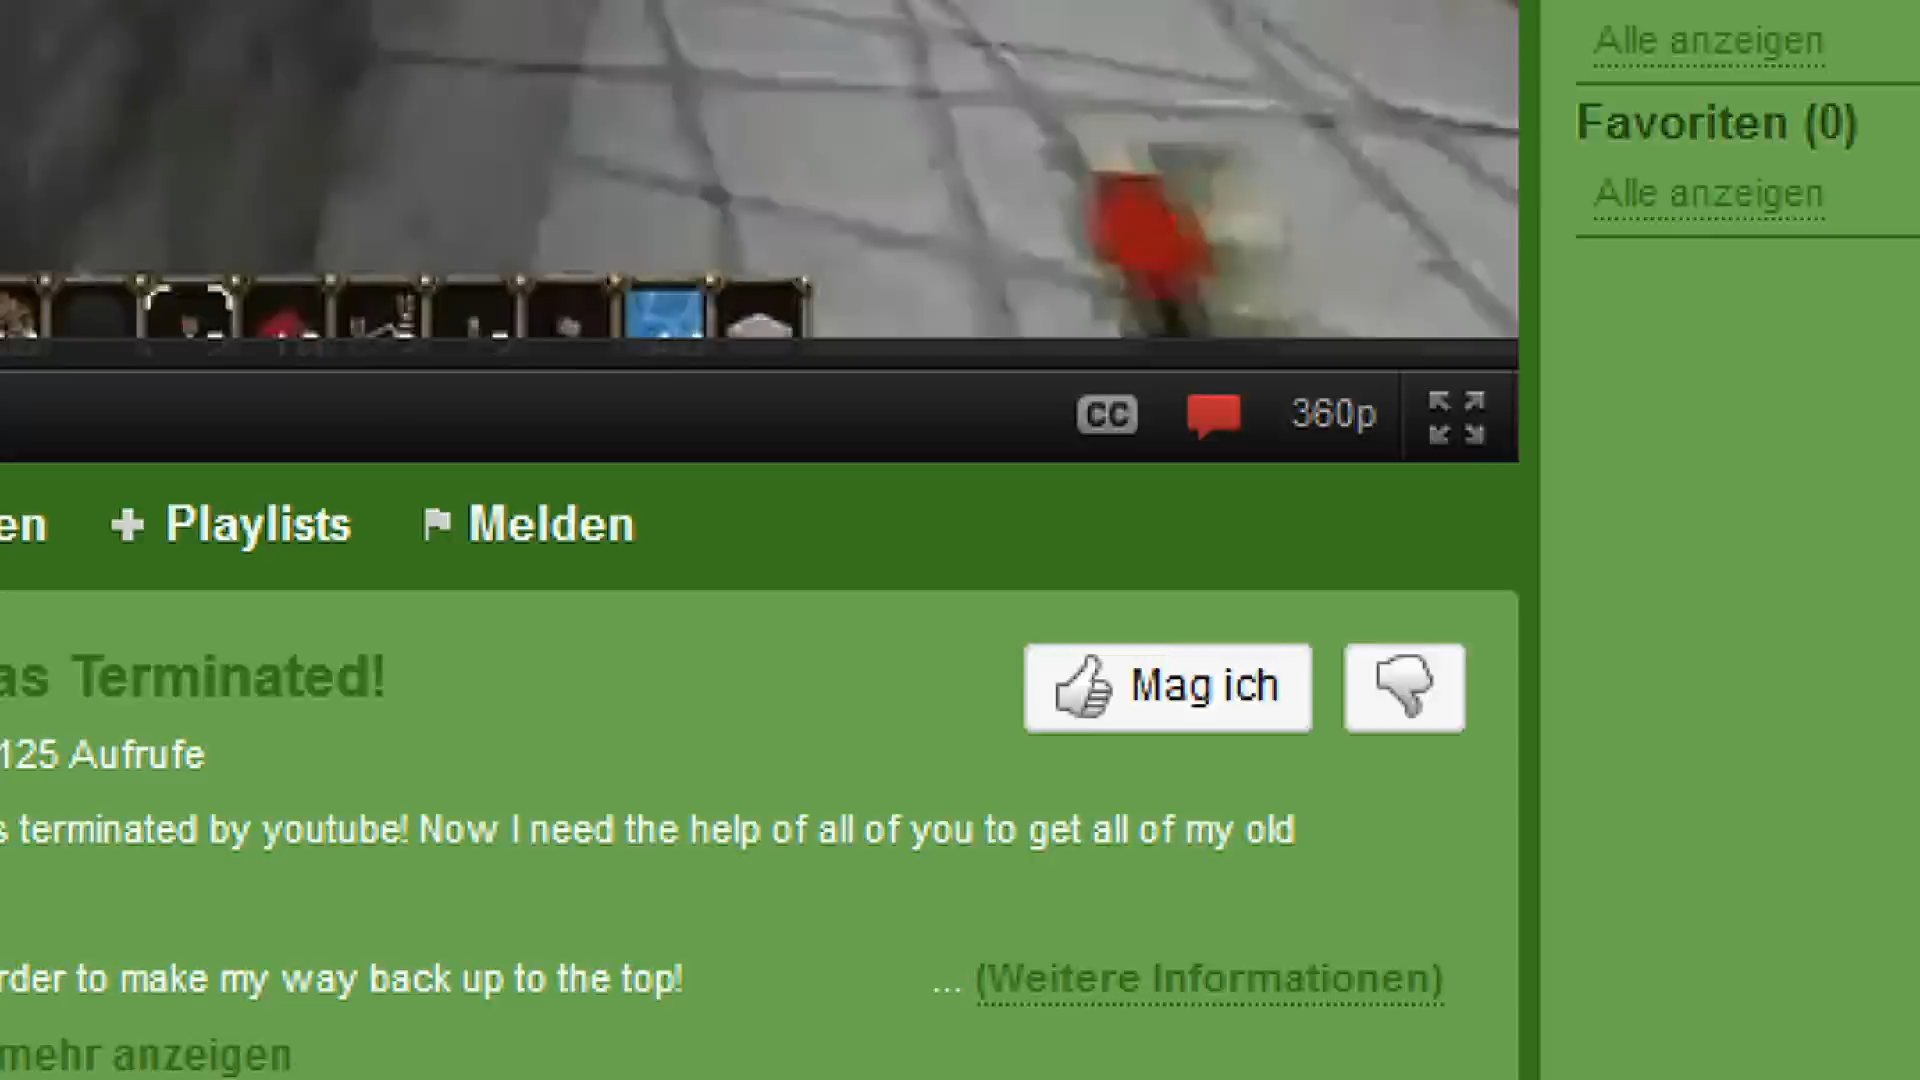 Alle anzeigen
Favoriten (0)
Alle anzeigen
CC 360p
en Playlists Melden
as Terminated!
Mag ich
125 Aufrufe
s terminated by youtube! Now I need the help of all of you to get all of my old
rder to make my way back up to the top!
... (Weitere Informationen)
mehr anzeigen